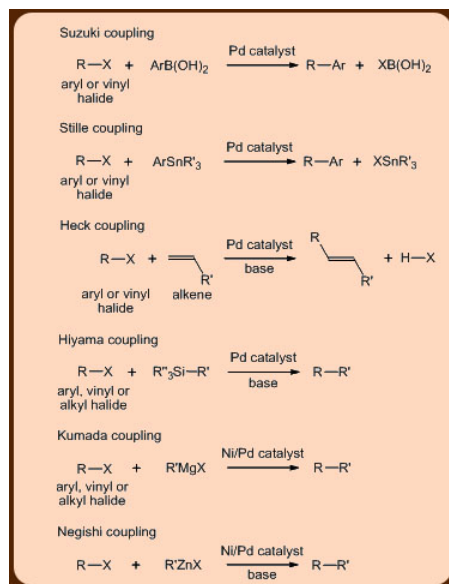 Suzuki coupling
Pd catalyst
R—X + ArB(OH)₂ R—Ar + XB(OH)₂
aryl or vinyl
halide
Stille coupling
Pd catalyst
R—X + ArSnR'₃ R—Ar + XSnR'₃
aryl or vinyl
halide
Heck coupling
Pd catalyst
R
R—X + R' base R' + H—X
aryl or vinyl alkene
halide
Hiyama coupling
Pd catalyst
R—X + R''₃Si—R' R—R'
base
aryl, vinyl or
alkyl halide
Kumada coupling
Ni/Pd catalyst
R—X + R'MgX R—R'
aryl, vinyl or
alkyl halide
Negishi coupling
Ni/Pd catalyst
R—X + R'ZnX R—R'
base